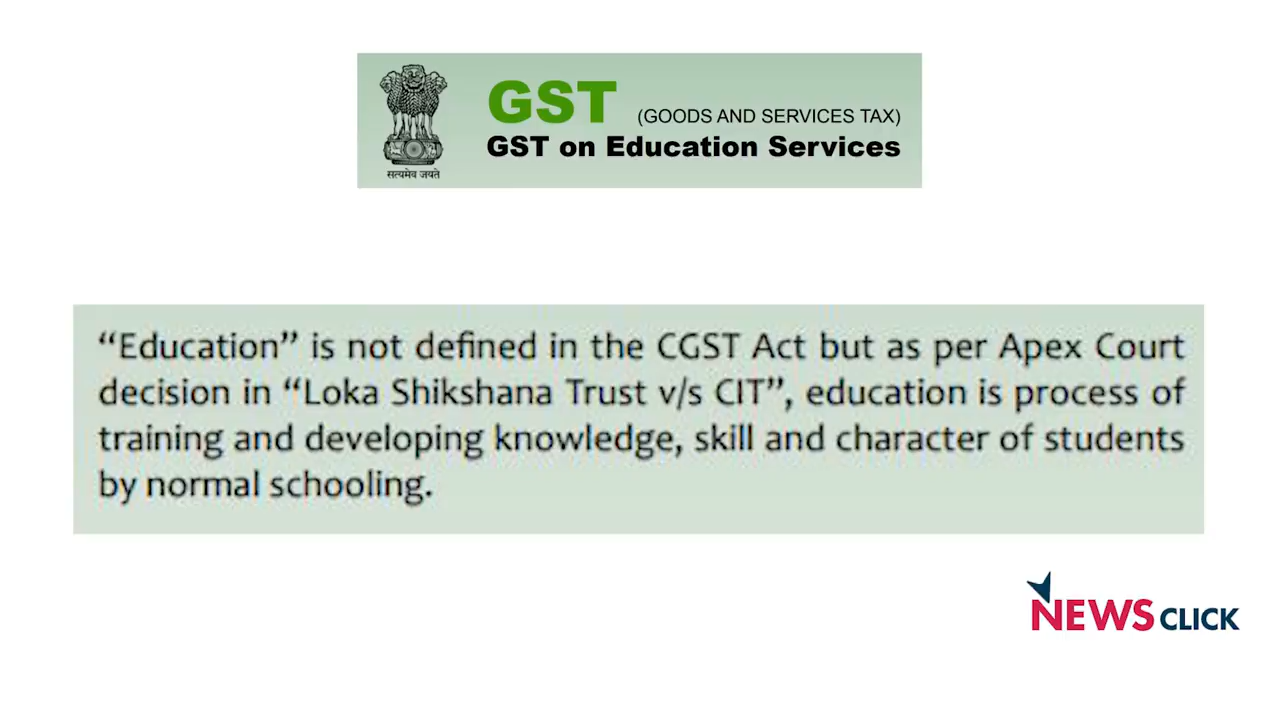 GST (GOODS AND SERVICES TAX)
GST on Education Services
सत्यमेव जयते
“Education” is not defined in the CGST Act but as per Apex Court
decision in “Loka Shikshana Trust v/s CIT”, education is process of
training and developing knowledge, skill and character of students
by normal schooling.
NEWSCLICK